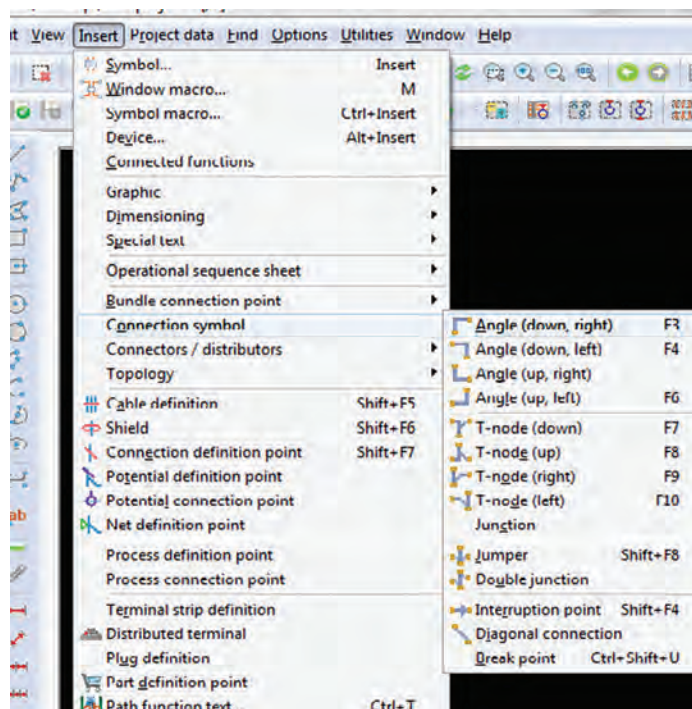 View Insert Project data Find Options Utilities Window Help
Symbol... Insert
Window macro... M
Symbol macro... Ctrl+Insert
Device... Alt+Insert
Connected functions
Graphic
Dimensioning
Special text
Operational sequence sheet
Bundle connection point
Connection symbol
Connectors / distributors
Topology
Cable definition Shift+F5
Shield Shift+F6
Connection definition point Shift+F7
Potential definition point
Potential connection point
Net definition point
Process definition point
Process connection point
Terminal strip definition
Distributed terminal
Plug definition
Part definition point
Path function text... Ctrl+T
Angle (down, right) F3
Angle (down, left) F4
Angle (up, right)
Angle (up, left) F6
T-node (down) F7
T-node (up) F8
T-node (right) F9
T-node (left) F10
Junction
Jumper Shift+F8
Double junction
Interruption point Shift+F4
Diagonal connection
Break point Ctrl+Shift+U
ab